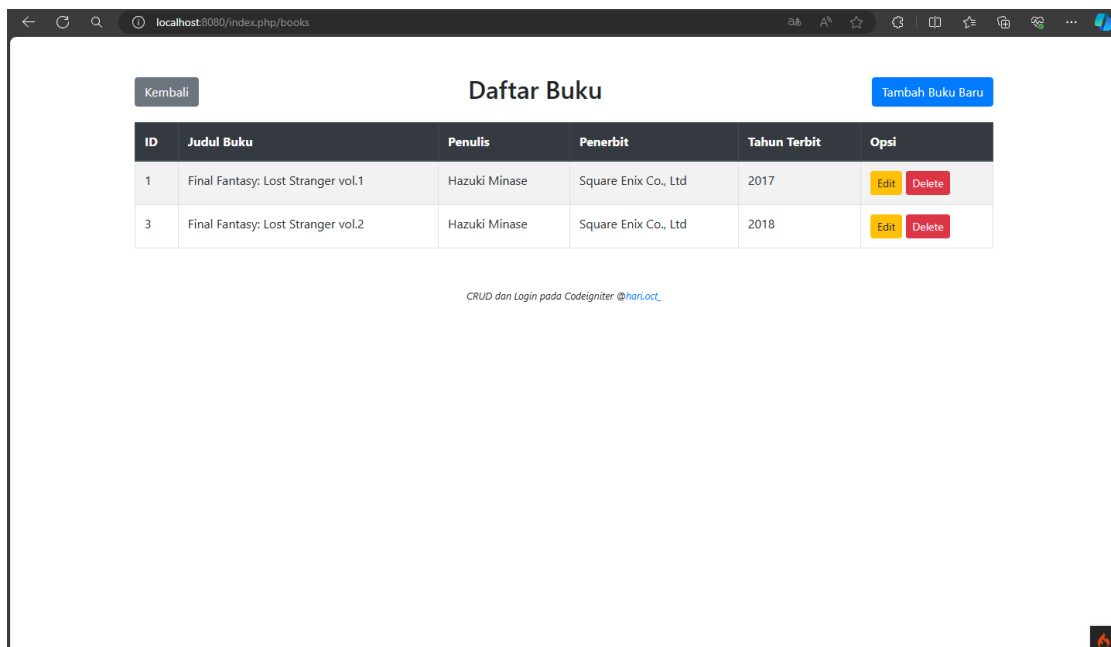 localhost:8080/index.php/books
Kembali
Daftar Buku
Tambah Buku Baru
ID Judul Buku Penulis Penerbit Tahun Terbit Opsi
1 Final Fantasy: Lost Stranger vol.1 Hazuki Minase Square Enix Co., Ltd 2017 Edit Delete
3 Final Fantasy: Lost Stranger vol.2 Hazuki Minase Square Enix Co., Ltd 2018 Edit Delete
CRUD dan Login pada Codeigniter @hari.oct_